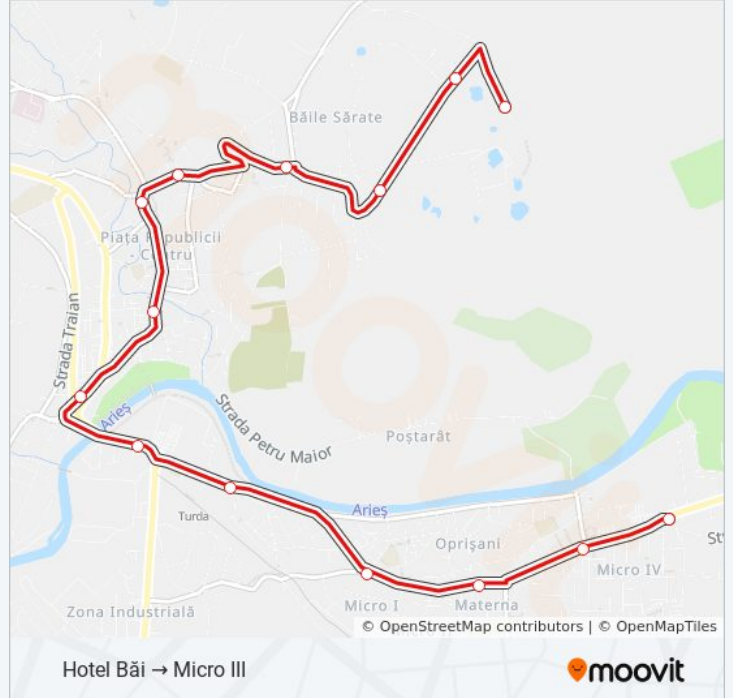 Băile Sărate
Piața Republicii
Centru
Strada Traian
Arieș
Strada Petru Maior
Poștarât
Arieș
Turda
Oprișani
Micro IV
Micro I
Materna
Zona Industrială
© OpenStreetMap contributors | © OpenMapTiles
Hotel Băi → Micro III
moovit